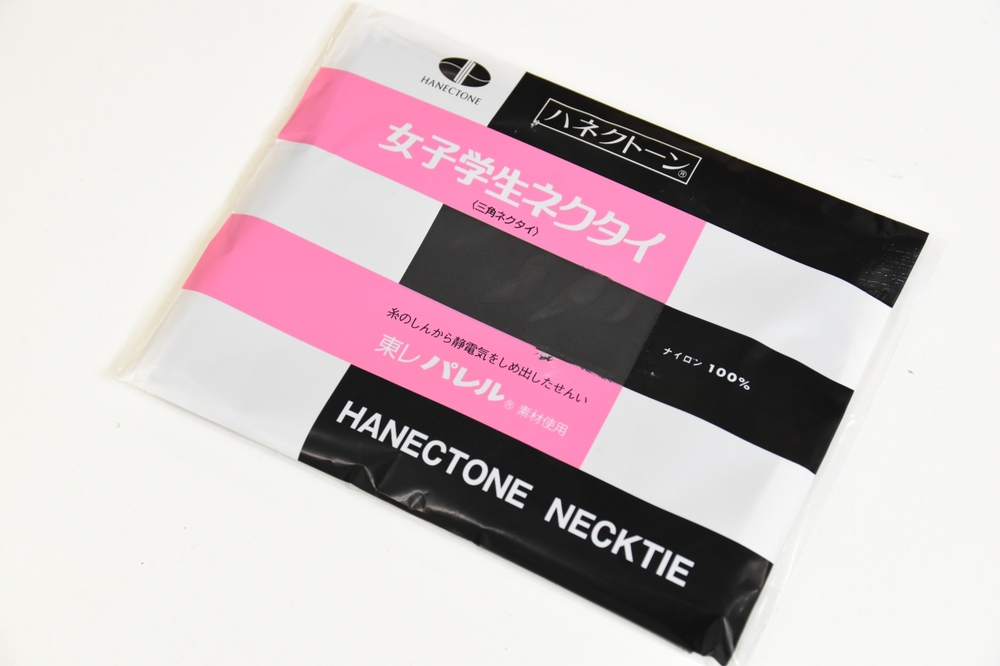 HANECTONE
ハネクトーン®
女子学生ネクタイ
(三角ネクタイ)
ナイロン 100%
糸のしんから静電気をしめ出したせんい
東レ パレル® 素材使用
HANECTONE NECKTIE